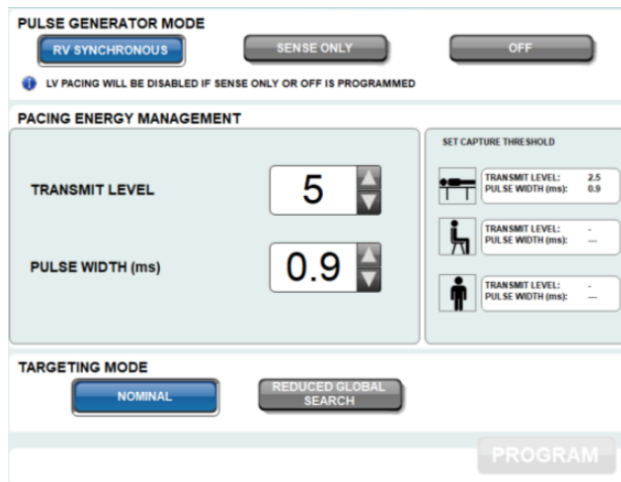 PULSE GENERATOR MODE
RV SYNCHRONOUS
SENSE ONLY
OFF
LV PACING WILL BE DISABLED IF SENSE ONLY OR OFF IS PROGRAMMED
PACING ENERGY MANAGEMENT
TRANSMIT LEVEL
5
PULSE WIDTH (ms)
0.9
SET CAPTURE THRESHOLD
TRANSMIT LEVEL: 2.5
PULSE WIDTH (ms): 0.9
TRANSMIT LEVEL: -
PULSE WIDTH (ms): ---
TRANSMIT LEVEL: -
PULSE WIDTH (ms): ---
TARGETING MODE
NOMINAL
REDUCED GLOBAL
SEARCH
PROGRAM